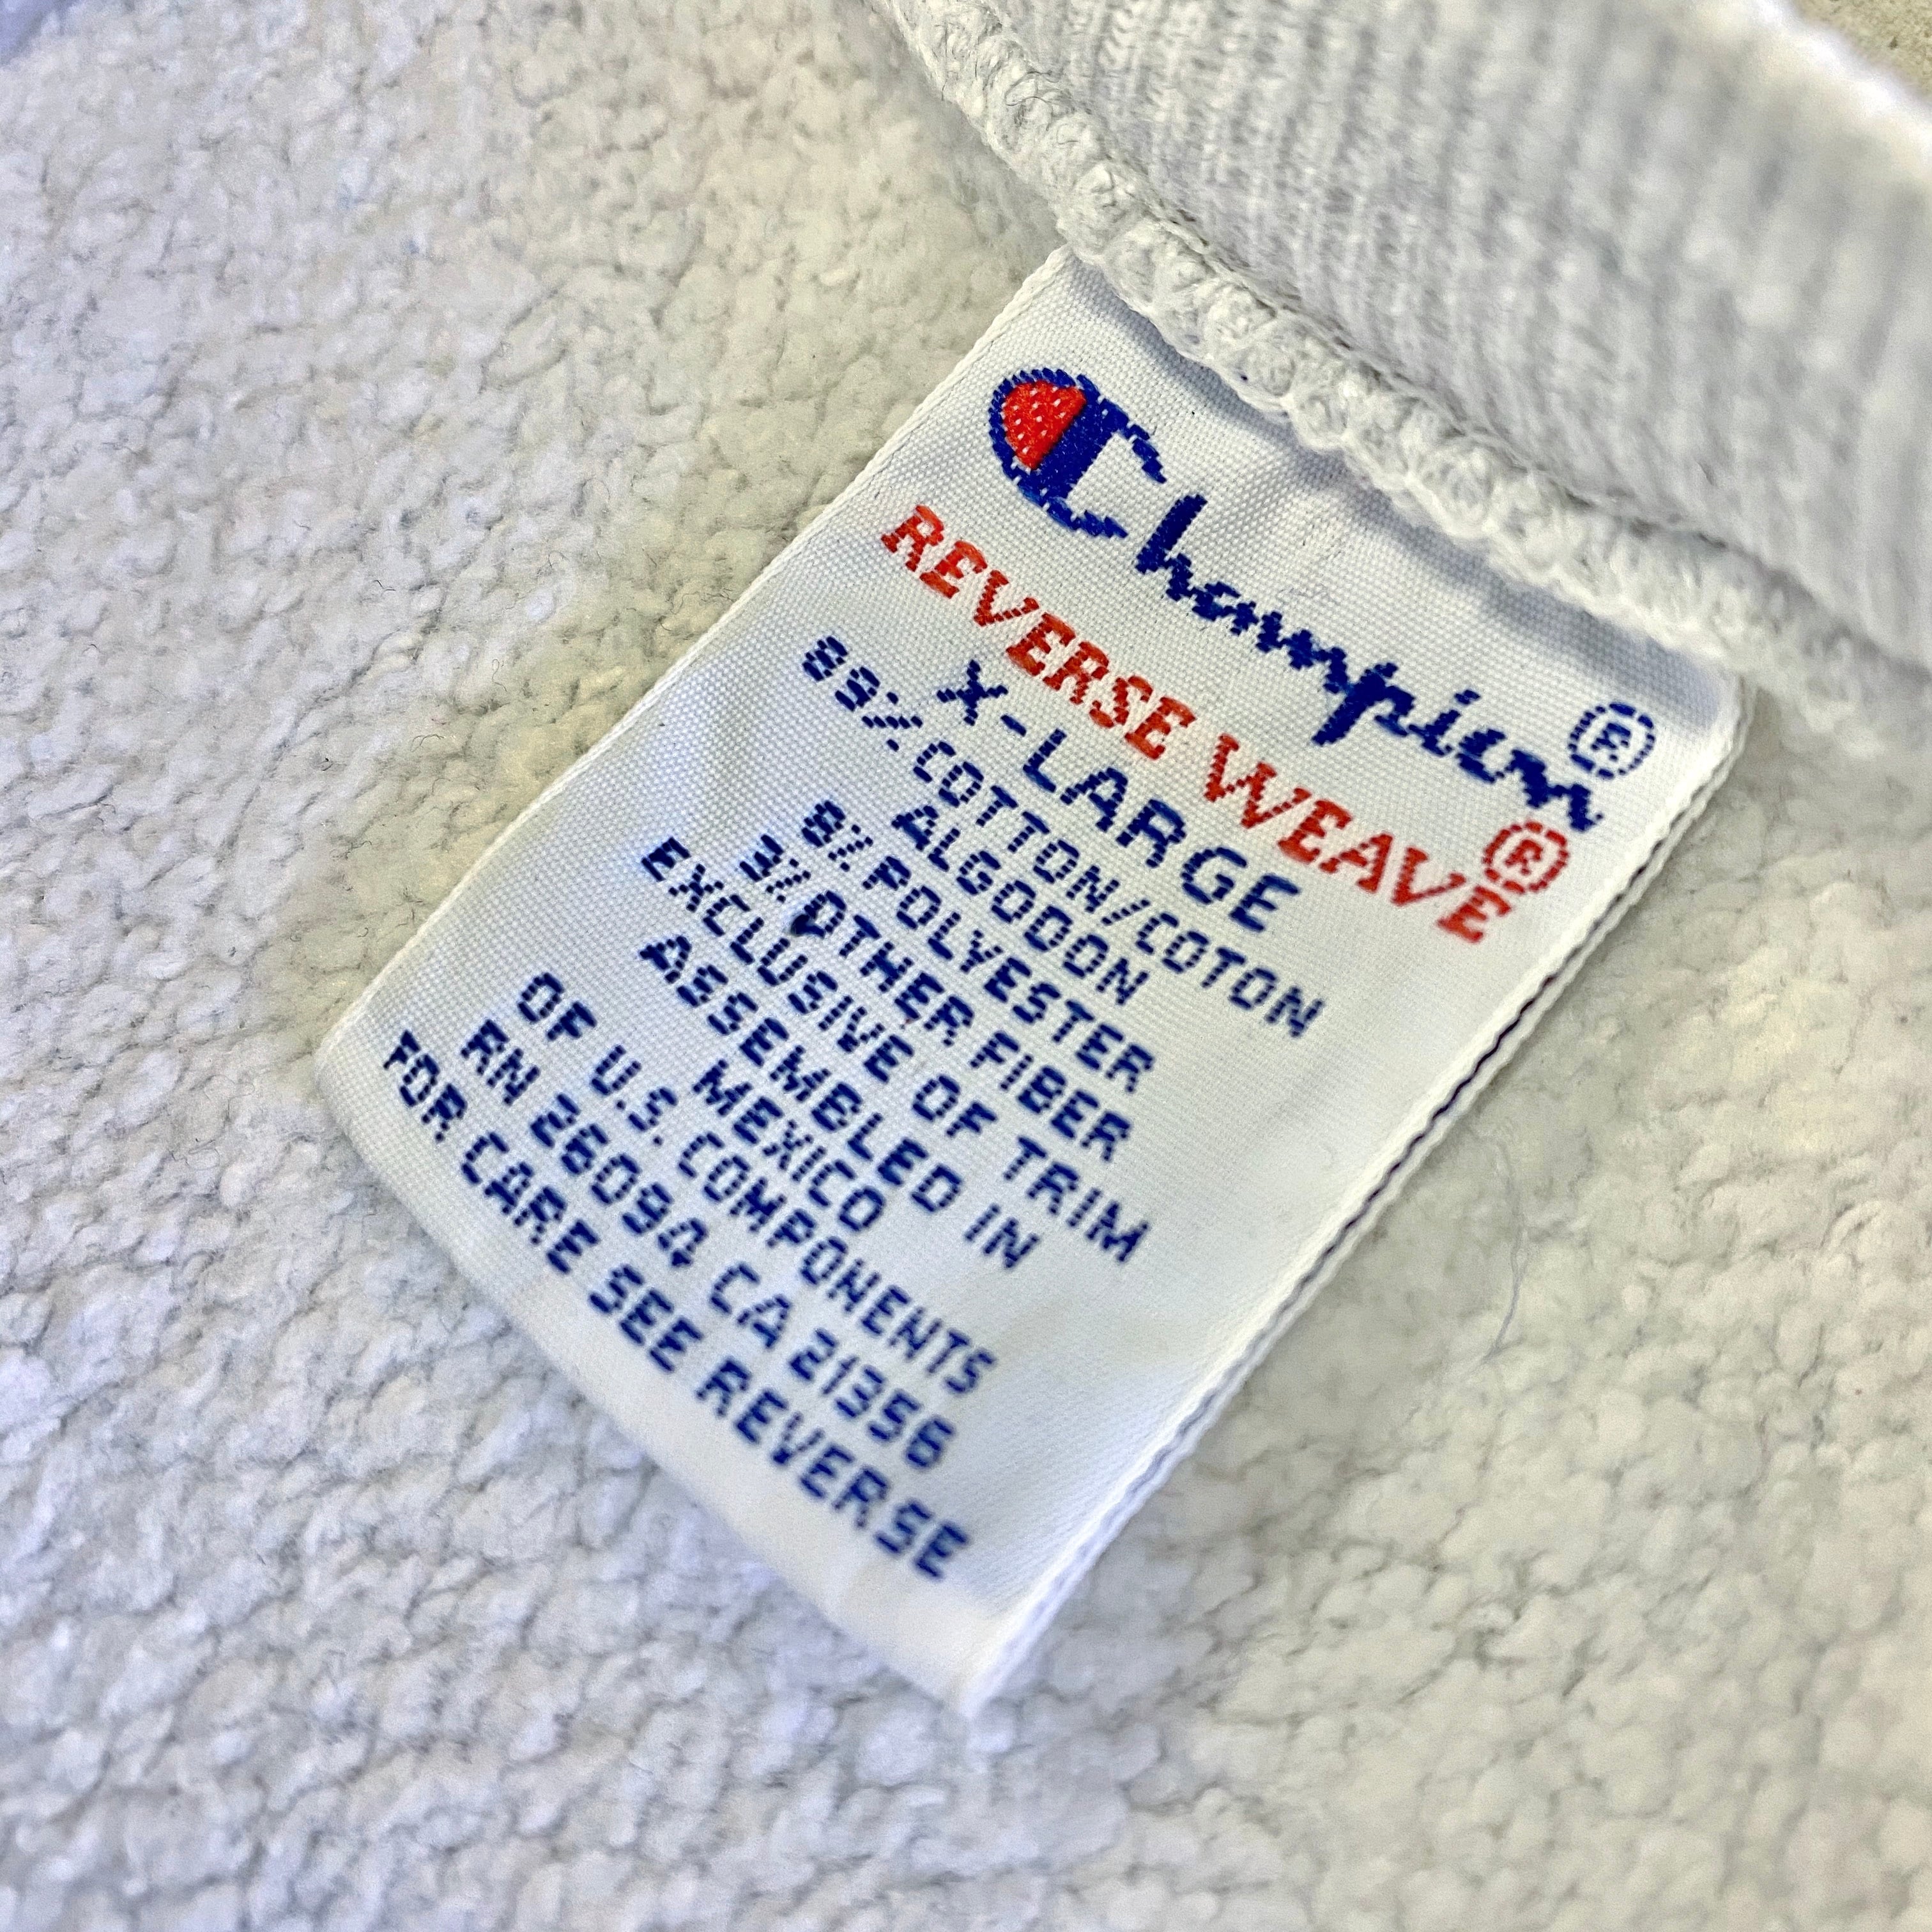 Champion®
REVERSE WEAVE®
X-LARGE
89% COTTON/COTON
ALGODON
8% POLYESTER
3% OTHER FIBER
EXCLUSIVE OF TRIM
ASSEMBLED IN
MEXICO
OF U.S. COMPONENTS
RN 26094 CA 21356
FOR CARE SEE REVERSE